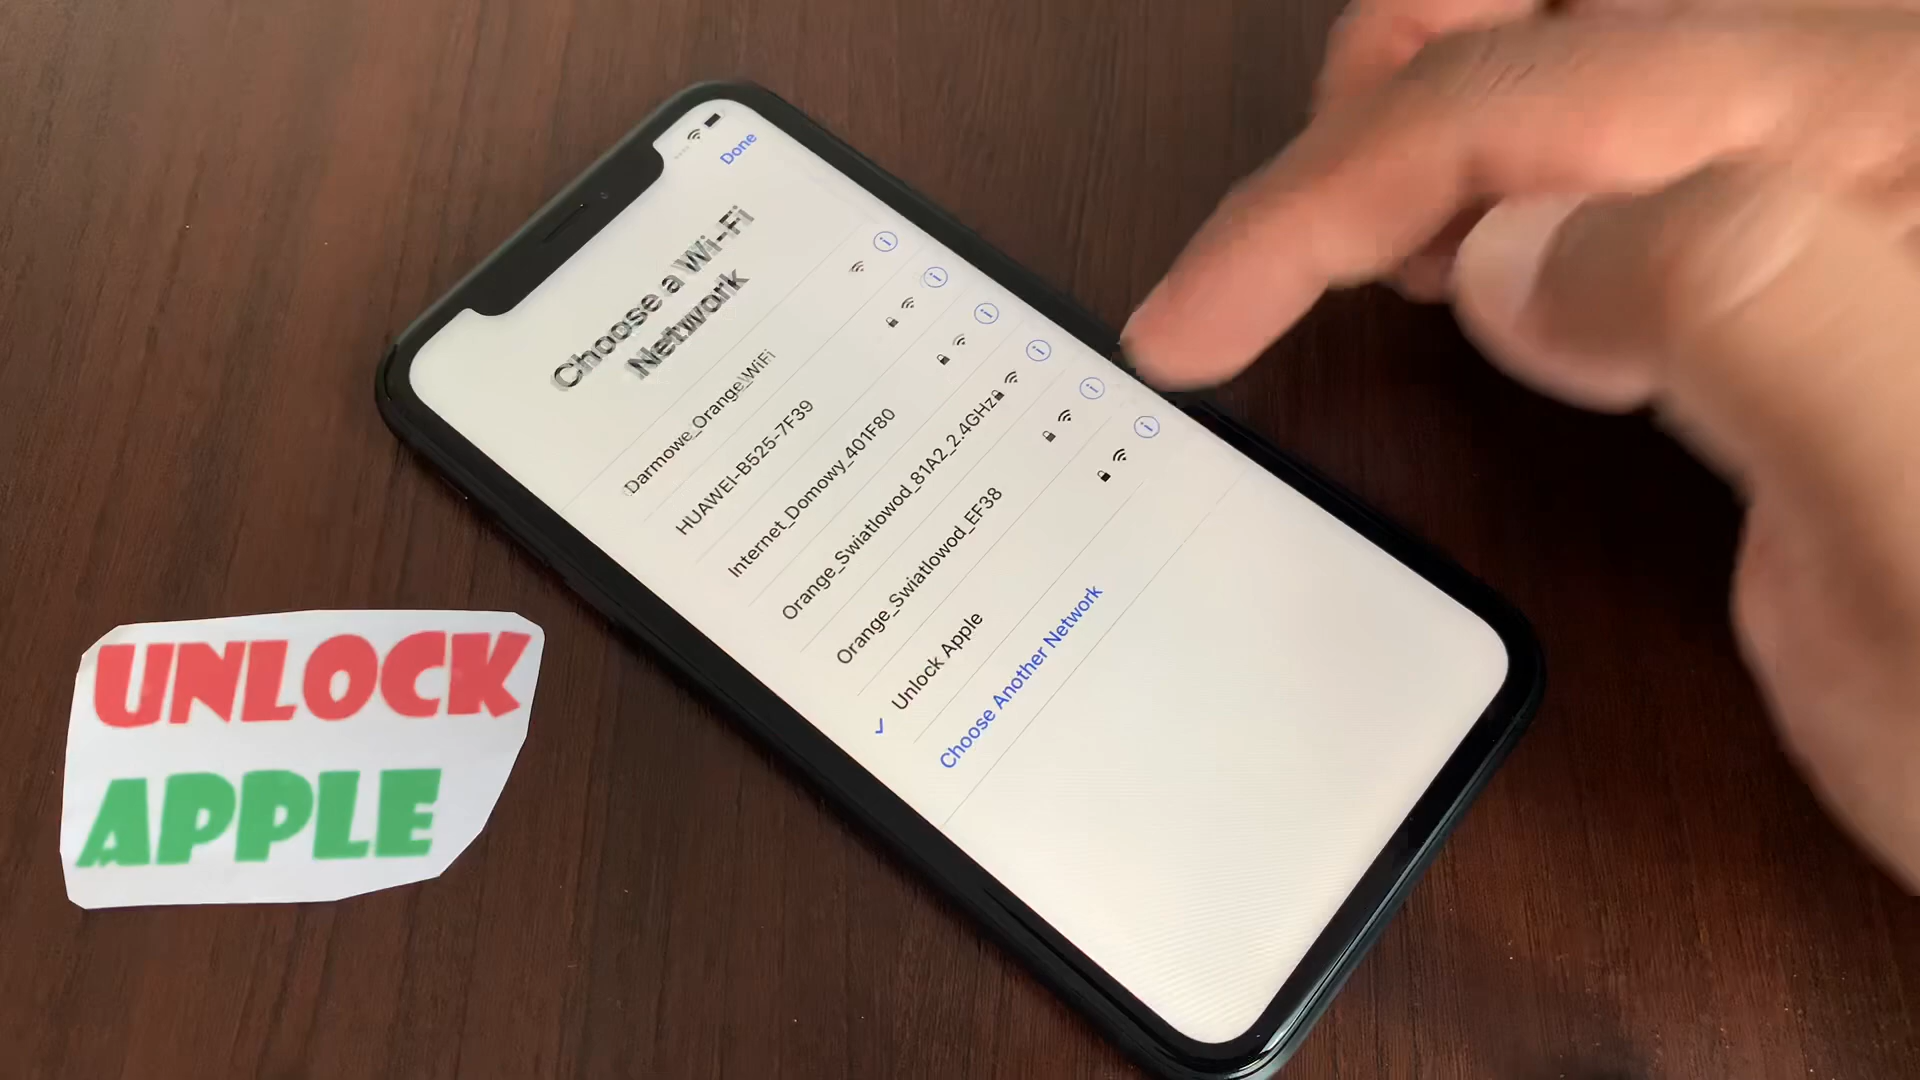 Done
Choose a Wi-Fi
Network
Darmowe_Orange_WiFi
HUAWEI-B525-7F39
Internet_Domowy_401F80
Orange_Swiatlowod_81A2_2.4GHz
Orange_Swiatlowod_EF38
Unlock Apple
Choose Another Network
UNLOCK
APPLE